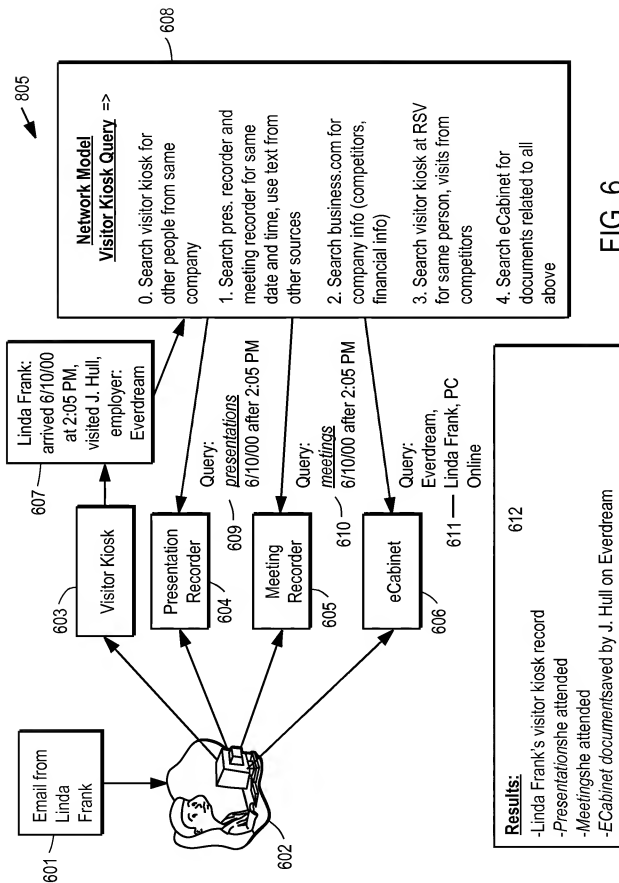 805
608
Network Model
Visitor Kiosk Query =>
0. Search visitor kiosk for
other people from same
company
1. Search pres. recorder and
meeting recorder for same
date and time, use text from
other sources
2. Search business.com for
company info (competitors,
financial info)
3. Search visitor kiosk at RSV
for same person, visits from
competitors
4. Search eCabinet for
documents related to all
above
607
Linda Frank:
arrived 6/10/00
at 2:05 PM,
visited J. Hull,
employer:
Everdream
601
Email from
Linda
Frank
602
603
Visitor Kiosk
Presentation
Recorder
604
Meeting
Recorder
605
eCabinet
606
Query:
609
presentations
6/10/00 after 2:05 PM
Query:
610
meetings
6/10/00 after 2:05 PM
Query:
Everdream,
611
Linda Frank, PC
Online
Results:
612
-Linda Frank's visitor kiosk record
-Presentationshe attended
-Meetingshe attended
-ECabinet documentsaved by J. Hull on Everdream
FIG. 6